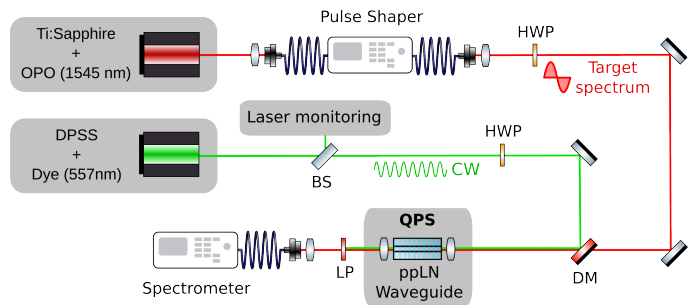 Pulse Shaper
Ti:Sapphire
+
OPO (1545 nm)
HWP
Target
spectrum
Laser monitoring
DPSS
+
Dye (557nm)
BS
CW
HWP
QPS
ppLN
Waveguide
LP
DM
Spectrometer